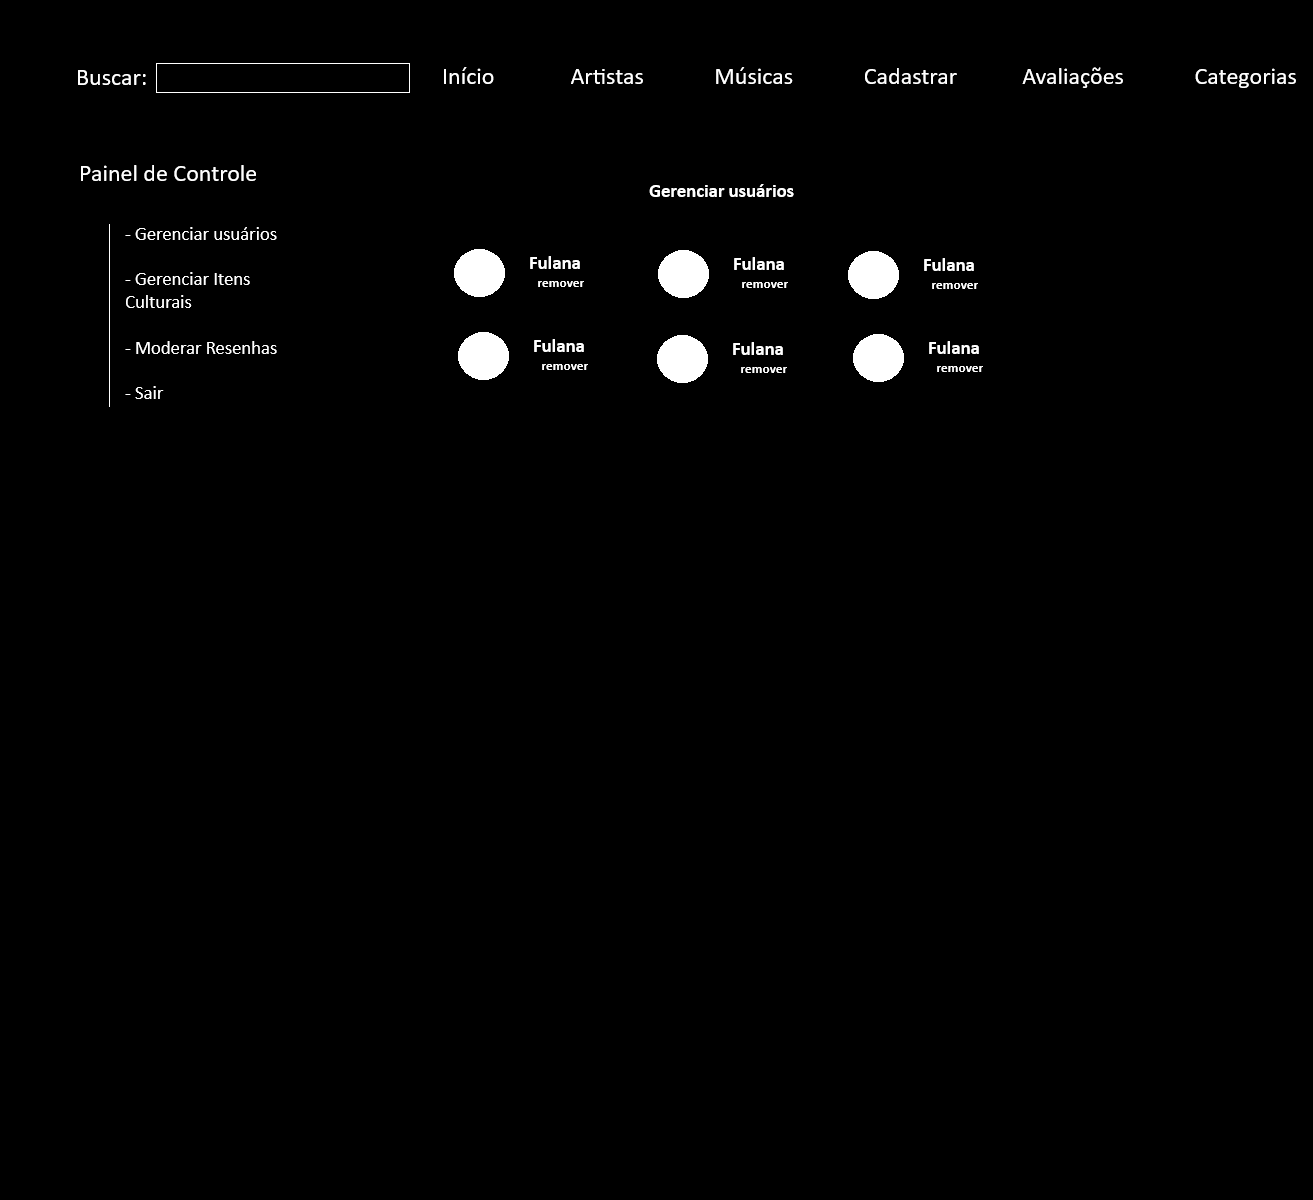 Buscar:
Início
Artistas
Músicas
Cadastrar
Avaliações
Categorias
Painel de Controle
- Gerenciar usuários
- Gerenciar Itens
Culturais
- Moderar Resenhas
- Sair
Gerenciar usuários
Fulana
remover
Fulana
remover
Fulana
remover
Fulana
remover
Fulana
remover
Fulana
remover